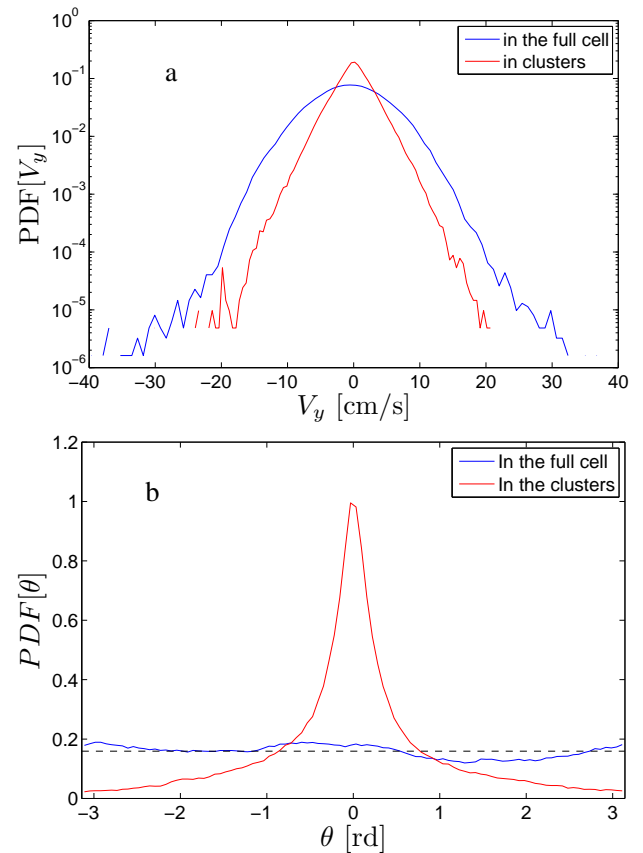 a
in the full cell
in clusters
PDF[V_y]
10^0
10^{-1}
10^{-2}
10^{-3}
10^{-4}
10^{-5}
10^{-6}
−40 −30 −20 −10 0 10 20 30 40
V_y [cm/s]
b
In the full cell
In the clusters
PDF[θ]
1.2
1
0.8
0.6
0.4
0.2
0
−3 −2 −1 0 1 2 3
θ [rd]